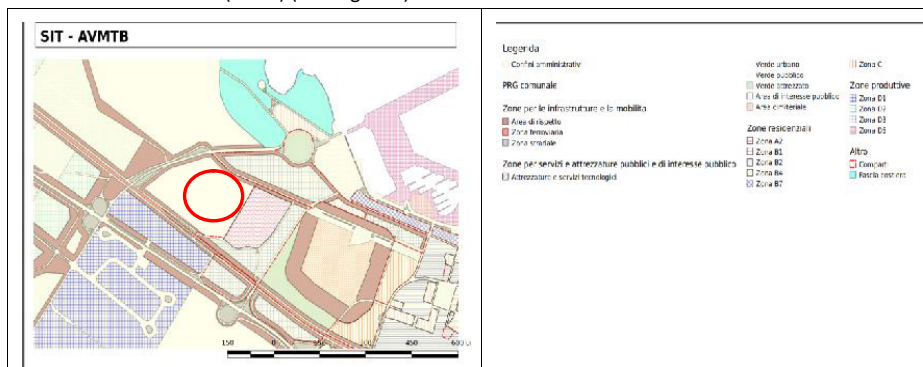 SIT - AVMTB
150
0
450
600
Legenda
Confini amministrativi
PRG comunale
Zone per le infrastrutture e la mobilita
Area di rispetto
Zona ferroviaria
Zona stradale
Zone per servizi e attrezzature pubblici e di interesse pubblico
Attrezzature e servizi tecnologici
Verde urbano
Verde pubblico
Verde attrezzato
Area di interesse pubblico
Area cimiteriale
Zone residenziali
Zona A2
Zona B1
Zona B2
Zona B4
Zona B7
Zona C
Zone produttive
Zona D1
Zona D2
Zona D3
Zona D5
Altro
Comparti
Fascia costiera